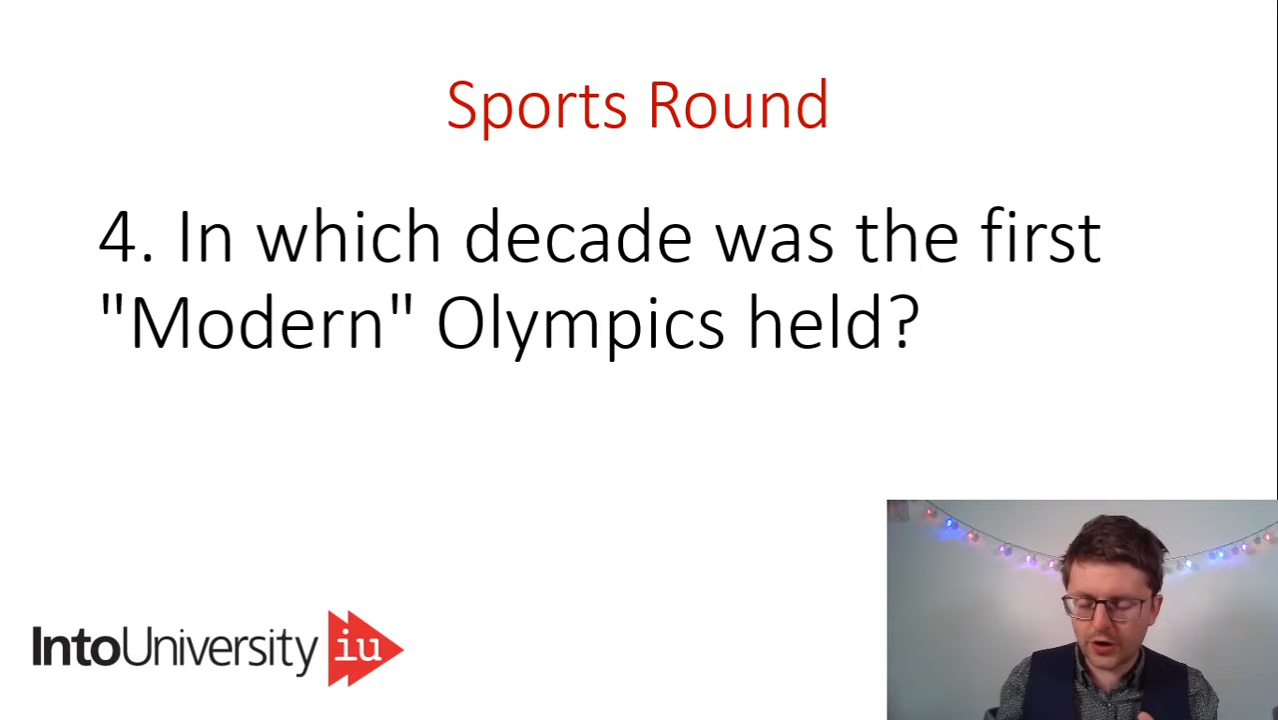 Sports Round
4. In which decade was the first
"Modern" Olympics held?
IntoUniversity iu